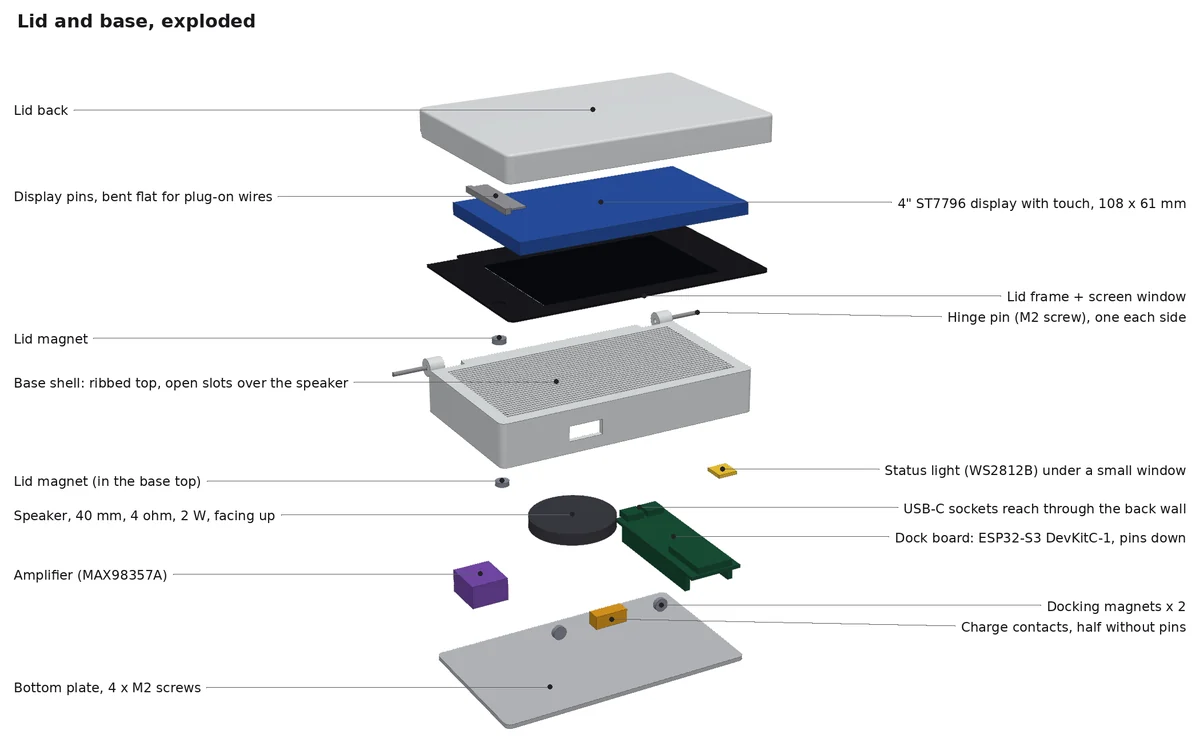 Lid and base, exploded
Lid back
Display pins, bent flat for plug-on wires
4" ST7796 display with touch, 108 x 61 mm
Lid frame + screen window
Hinge pin (M2 screw), one each side
Lid magnet
Base shell: ribbed top, open slots over the speaker
Status light (WS2812B) under a small window
Lid magnet (in the base top)
USB-C sockets reach through the back wall
Speaker, 40 mm, 4 ohm, 2 W, facing up
Dock board: ESP32-S3 DevKitC-1, pins down
Amplifier (MAX98357A)
Docking magnets x 2
Charge contacts, half without pins
Bottom plate, 4 x M2 screws